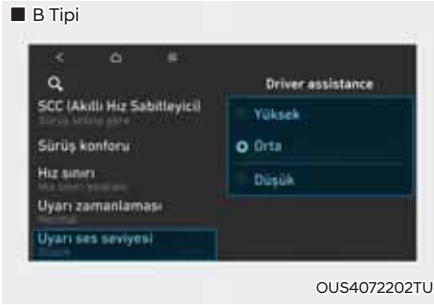 ■ B Tipi
Driver assistance
SCC (Akıllı Hız Sabitleyici)
Sürüş konforu
Hız sınırı
Uyarı zamanlaması
Normal
Uyarı ses seviyesi
Yüksek
Orta
Düşük
OUS4072202TU